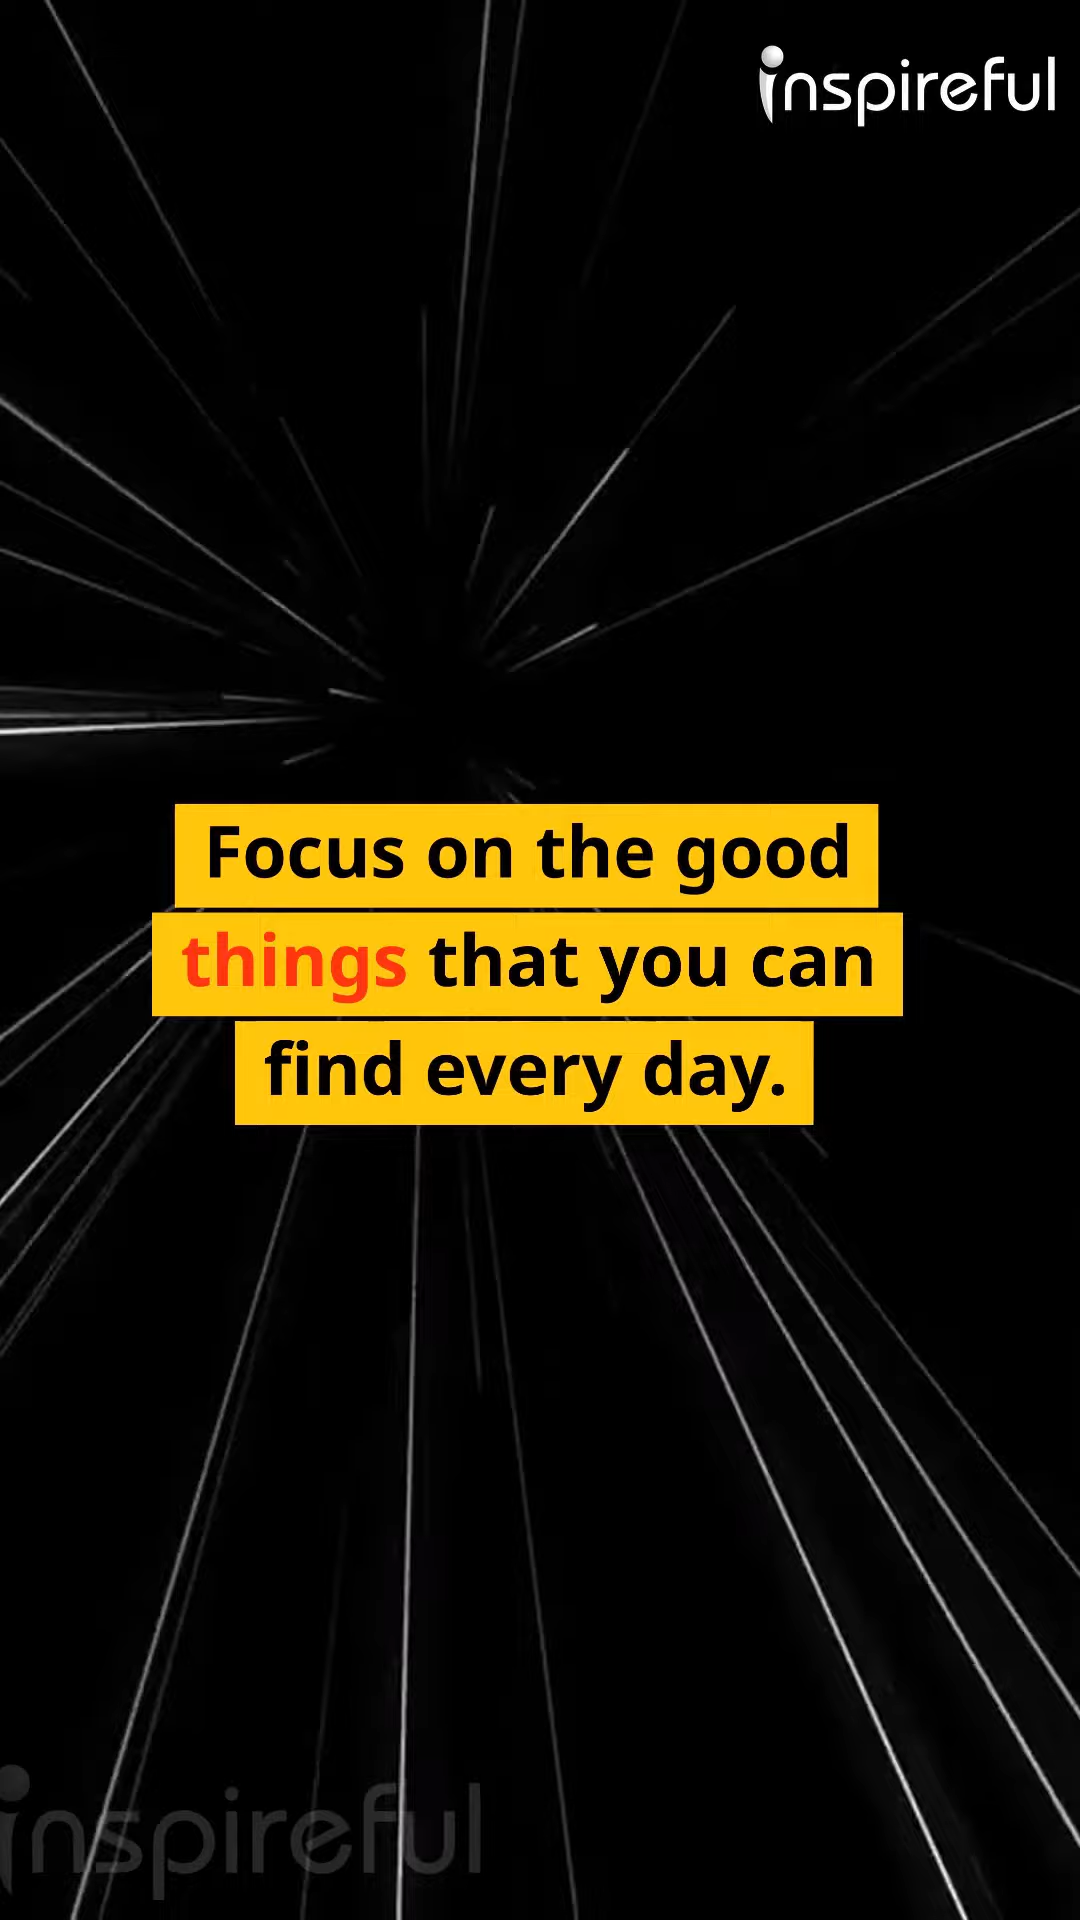 inspireful
Focus on the good
things that you can
find every day.
inspireful